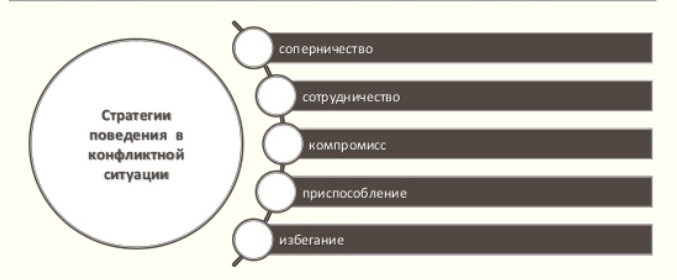 Стратегии
поведения в
конфликтной
ситуации
соперничество
сотрудничество
компромисс
приспособление
избегание